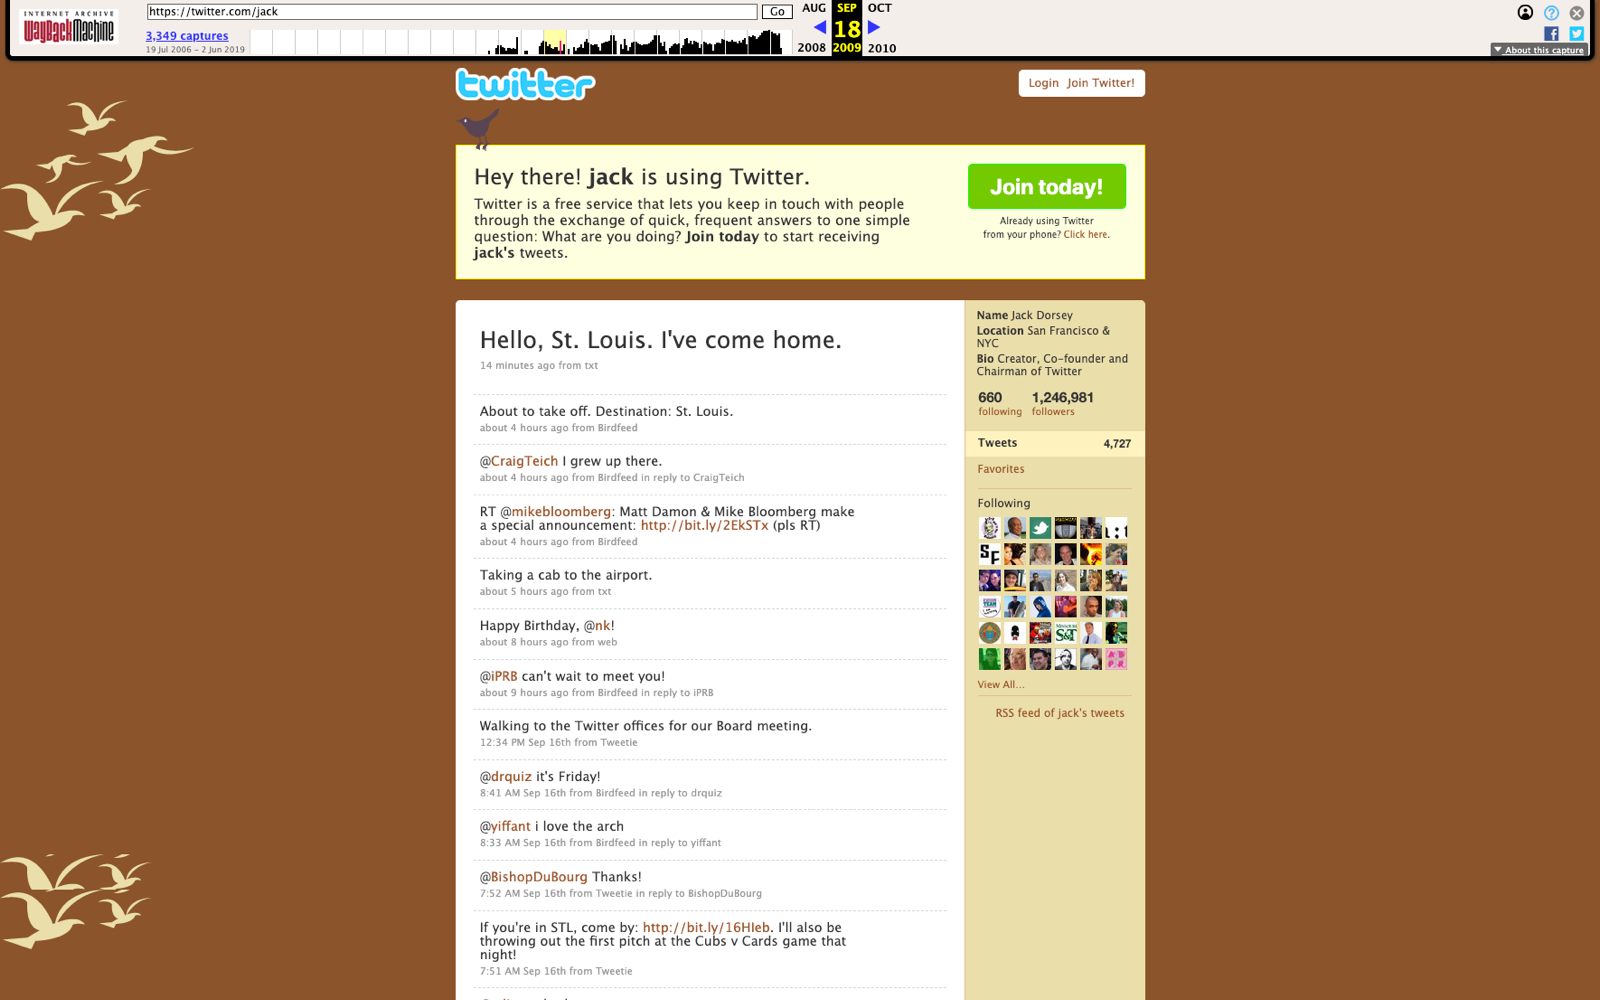 INTERNET ARCHIVE
WayBackMachine
https://twitter.com/jack
Go
3,349 captures
19 Jul 2006 – 2 Jun 2019
AUG SEP OCT
18
2008 2009 2010
About this capture
twitter
Login Join Twitter!
Hey there! jack is using Twitter.
Twitter is a free service that lets you keep in touch with people
through the exchange of quick, frequent answers to one simple
question: What are you doing? Join today to start receiving
jack's tweets.
Join today!
Already using Twitter
from your phone? Click here.
Hello, St. Louis. I've come home.
14 minutes ago from txt
About to take off. Destination: St. Louis.
about 4 hours ago from Birdfeed
@CraigTeich I grew up there.
about 4 hours ago from Birdfeed in reply to CraigTeich
RT @mikebloomberg: Matt Damon & Mike Bloomberg make
a special announcement: http://bit.ly/2EkSTx (pls RT)
about 4 hours ago from Birdfeed
Taking a cab to the airport.
about 5 hours ago from txt
Happy Birthday, @nk!
about 8 hours ago from web
@iPRB can't wait to meet you!
about 9 hours ago from Birdfeed in reply to iPRB
Walking to the Twitter offices for our Board meeting.
12:34 PM Sep 16th from Tweetie
@drquiz it's Friday!
8:41 AM Sep 16th from Birdfeed in reply to drquiz
@yiffant i love the arch
8:33 AM Sep 16th from Birdfeed in reply to yiffant
@BishopDuBourg Thanks!
7:52 AM Sep 16th from Tweetie in reply to BishopDuBourg
If you're in STL, come by: http://bit.ly/16HIeb. I'll also be
throwing out the first pitch at the Cubs v Cards game that
night!
7:51 AM Sep 16th from Tweetie
Name Jack Dorsey
Location San Francisco &
NYC
Bio Creator, Co-founder and
Chairman of Twitter
660 1,246,981
following followers
Tweets 4,727
Favorites
Following
SF
S&T
View All...
RSS feed of jack's tweets